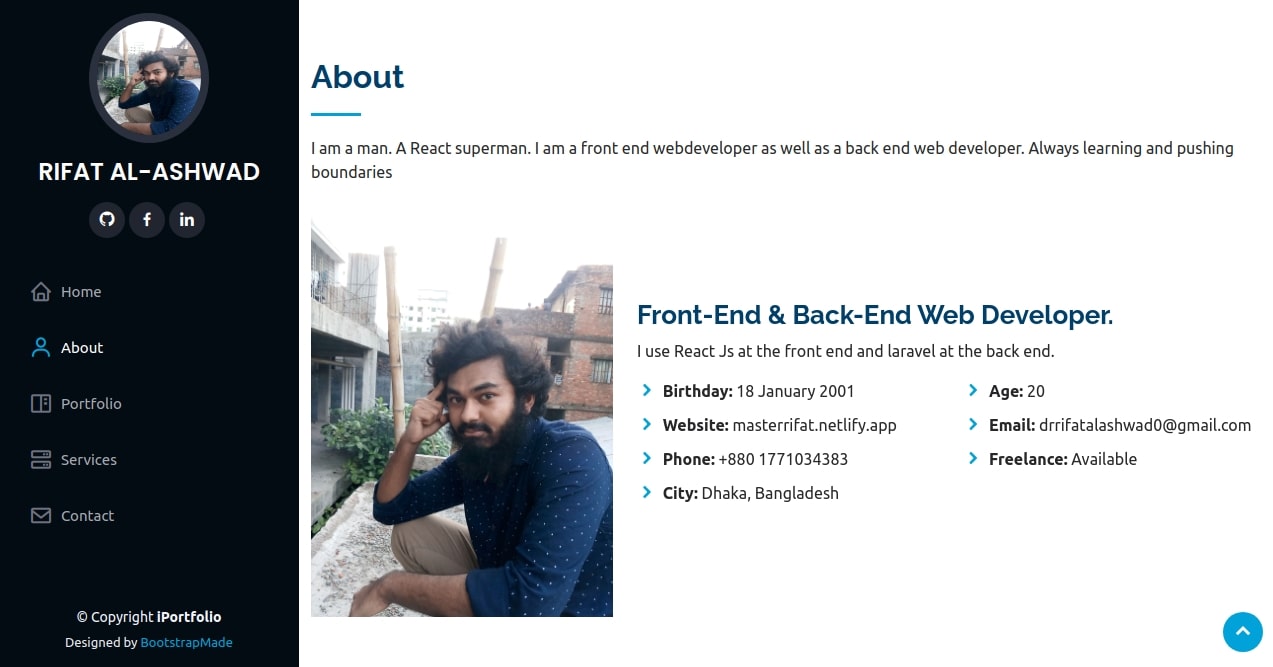 RIFAT AL-ASHWAD
Home
About
Portfolio
Services
Contact
© Copyright iPortfolio
Designed by BootstrapMade
About
I am a man. A React superman. I am a front end webdeveloper as well as a back end web developer. Always learning and pushing
boundaries
Front-End & Back-End Web Developer.
I use React Js at the front end and laravel at the back end.
Birthday: 18 January 2001
Website: masterrifat.netlify.app
Phone: +880 1771034383
City: Dhaka, Bangladesh
Age: 20
Email: drrifatalashwad0@gmail.com
Freelance: Available